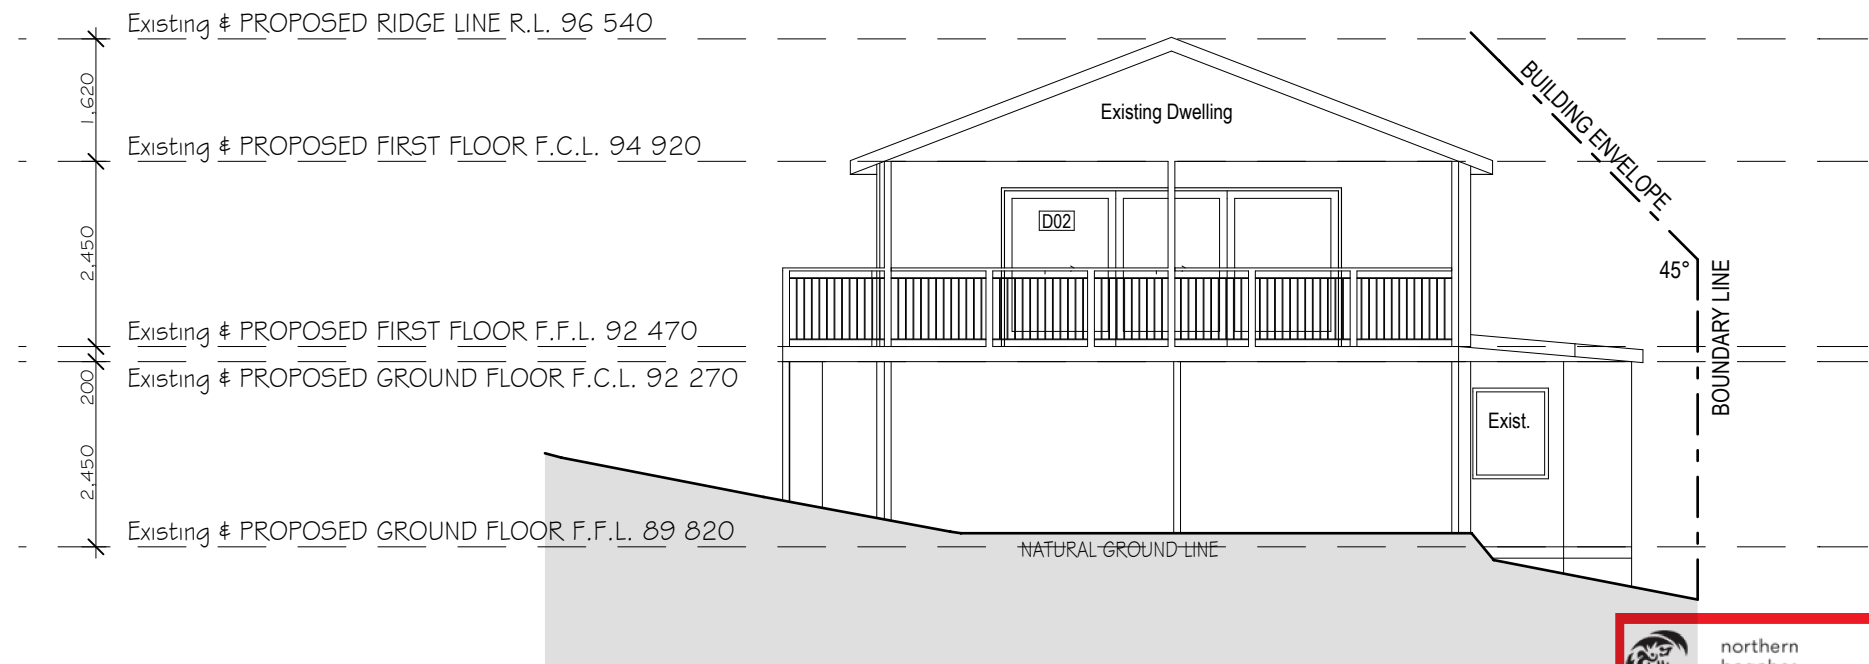 Existing & PROPOSED RIDGE LINE R.L. 96 540
1,620
Existing Dwelling
BUILDING ENVELOPE
Existing & PROPOSED FIRST FLOOR F.C.L. 94 920
D02
2,450
45°
BOUNDARY LINE
Existing & PROPOSED FIRST FLOOR F.F.L. 92 470
200
Existing & PROPOSED GROUND FLOOR F.C.L. 92 270
Exist.
2,450
Existing & PROPOSED GROUND FLOOR F.F.L. 89 820
NATURAL GROUND LINE
northern